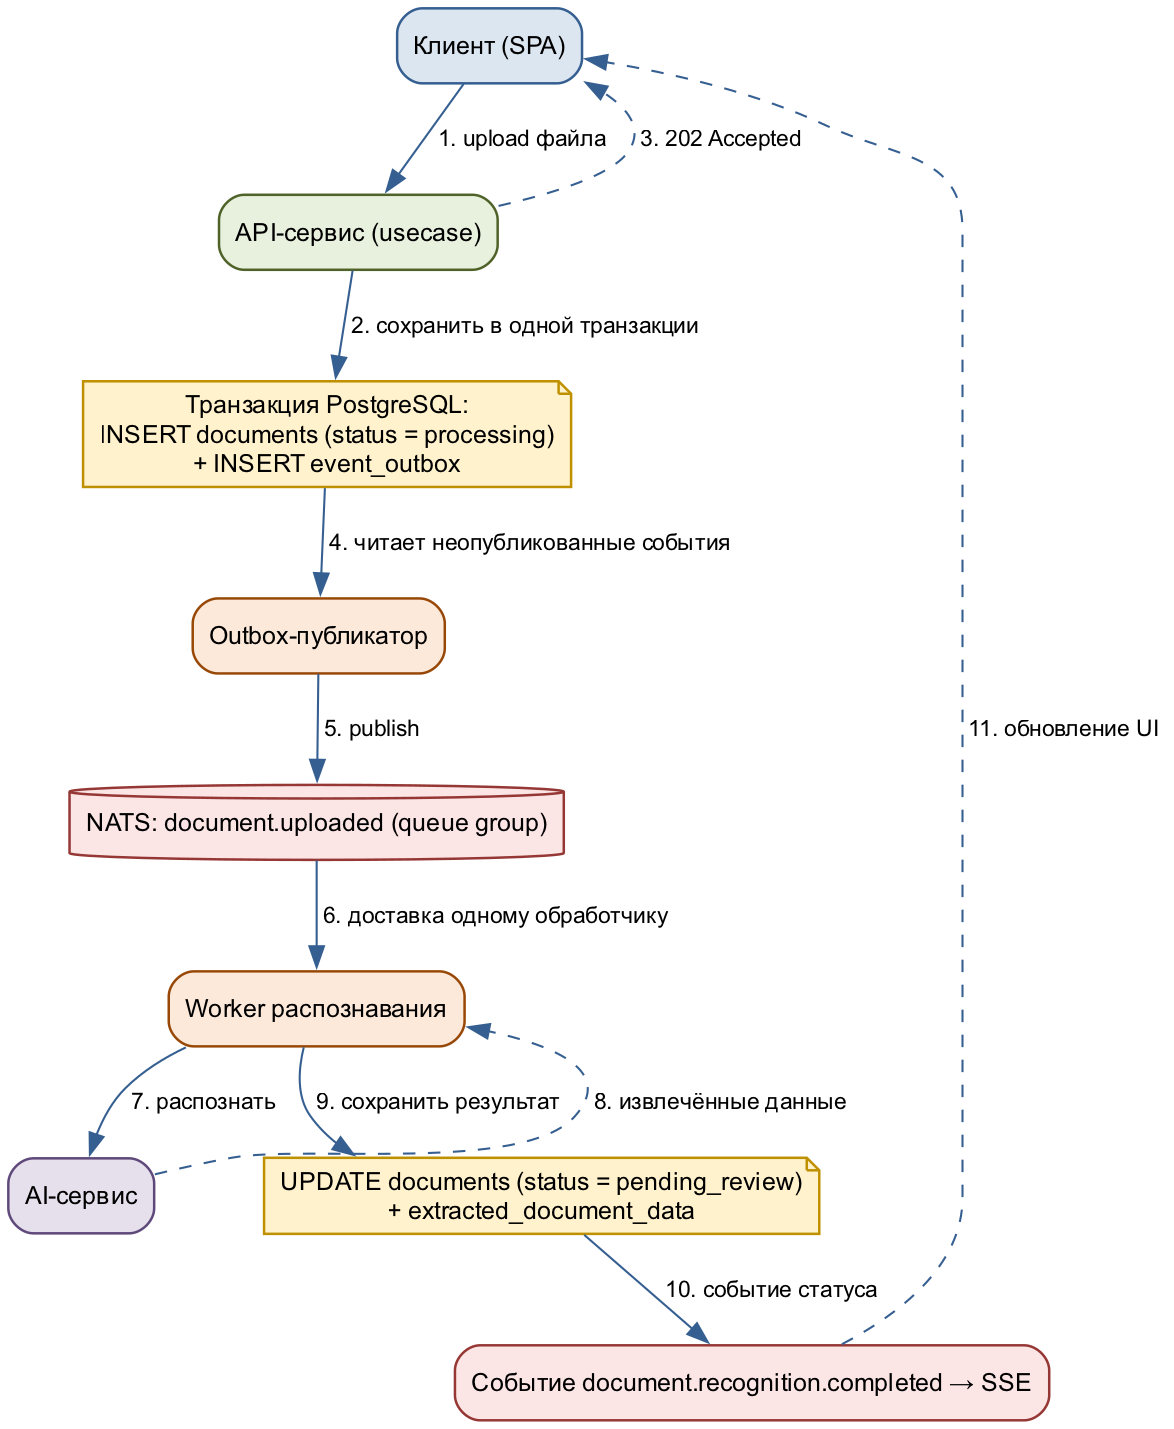 Клиент (SPA)
1. upload файла
3. 202 Accepted
API-сервис (usecase)
2. сохранить в одной транзакции
Транзакция PostgreSQL:
INSERT documents (status = processing)
+ INSERT event_outbox
4. читает неопубликованные события
Outbox-публикатор
5. publish
11. обновление UI
NATS: document.uploaded (queue group)
6. доставка одному обработчику
Worker распознавания
7. распознать
9. сохранить результат
8. извлечённые данные
AI-сервис
UPDATE documents (status = pending_review)
+ extracted_document_data
10. событие статуса
Событие document.recognition.completed → SSE